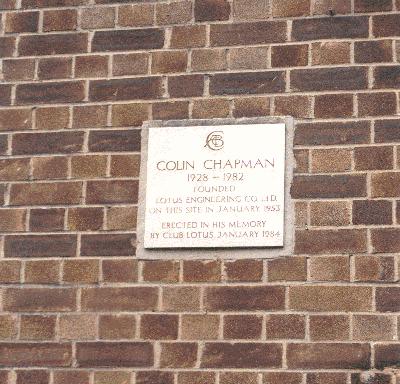 COLIN CHAPMAN
1928 - 1982
FOUNDED
LOTUS ENGINEERING CO. LTD.
ON THIS SITE IN JANUARY 1953
ERECTED IN HIS MEMORY
BY CLUB LOTUS JANUARY 1984